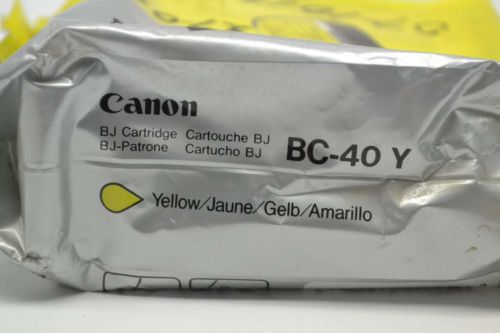 Canon
BJ Cartridge Cartouche BJ
BJ-Patrone Cartucho BJ
BC-40 Y
Yellow/Jaune/Gelb/Amarillo